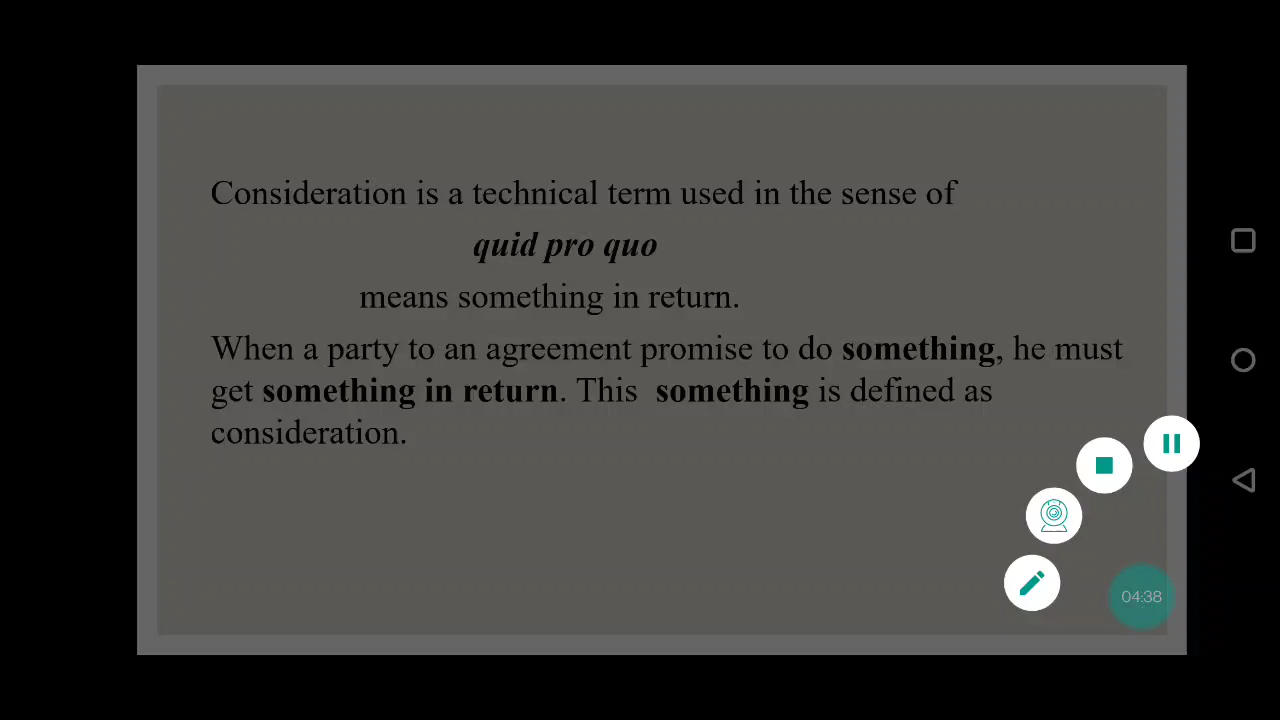 Consideration is a technical term used in the sense of
quid pro quo
means something in return.
When a party to an agreement promise to do something, he must
get something in return. This something is defined as
consideration.
04:38